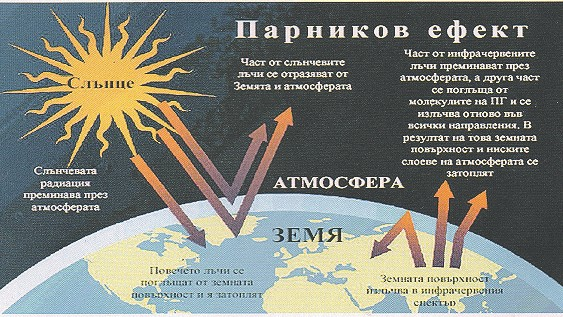 Парников ефект
Слънце
Част от слънчевите
лъчи се отразяват от
Земята и атмосферата
Част от инфрачервените
лъчи преминават през
атмосферата, а друга част
се поглъща от
молекулите на ПГ и се
излъчва отново във
всички направления. В
резултат на това земната
повърхност и ниските
слоеве на атмосферата се
затоплят
Слънчевата
радиация
преминава през
атмосферата
АТМОСФЕРА
ЗЕМЯ
Повечето лъчи се
поглъщат от земната
повърхност и я затоплят
Земната повърхност
излъчва в инфрачервения
спектър